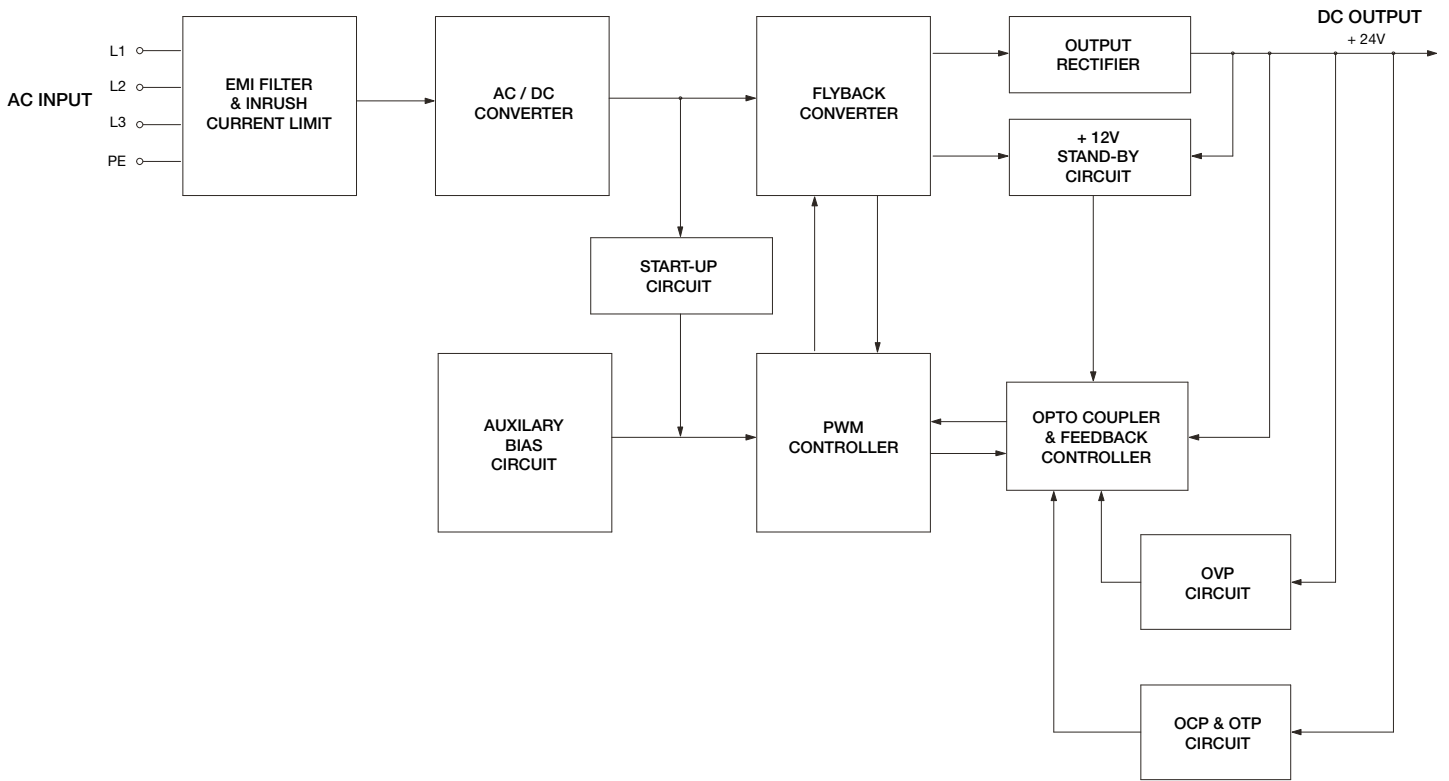 DC OUTPUT
+ 24V
AC INPUT
L1
L2
L3
PE
EMI FILTER
& INRUSH
CURRENT LIMIT
AC / DC
CONVERTER
FLYBACK
CONVERTER
OUTPUT
RECTIFIER
+ 12V
STAND-BY
CIRCUIT
START-UP
CIRCUIT
AUXILARY
BIAS
CIRCUIT
PWM
CONTROLLER
OPTO COUPLER
& FEEDBACK
CONTROLLER
OVP
CIRCUIT
OCP & OTP
CIRCUIT